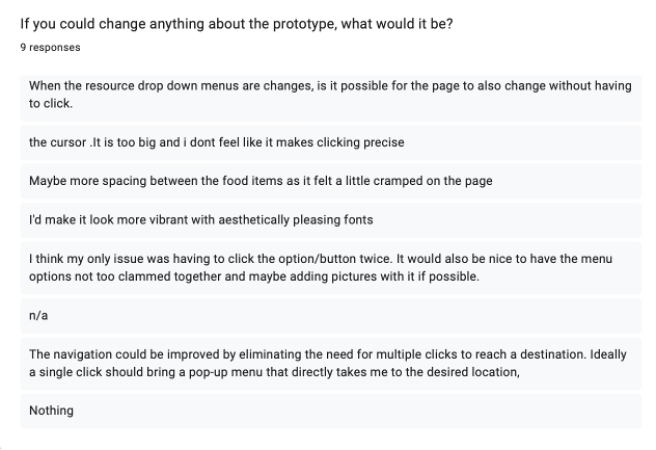 If you could change anything about the prototype, what would it be?
9 responses
When the resource drop down menus are changes, is it possible for the page to also change without having
to click.
the cursor .It is too big and i dont feel like it makes clicking precise
Maybe more spacing between the food items as it felt a little cramped on the page
I'd make it look more vibrant with aesthetically pleasing fonts
I think my only issue was having to click the option/button twice. It would also be nice to have the menu
options not too clammed together and maybe adding pictures with it if possible.
n/a
The navigation could be improved by eliminating the need for multiple clicks to reach a destination. Ideally
a single click should bring a pop-up menu that directly takes me to the desired location,
Nothing